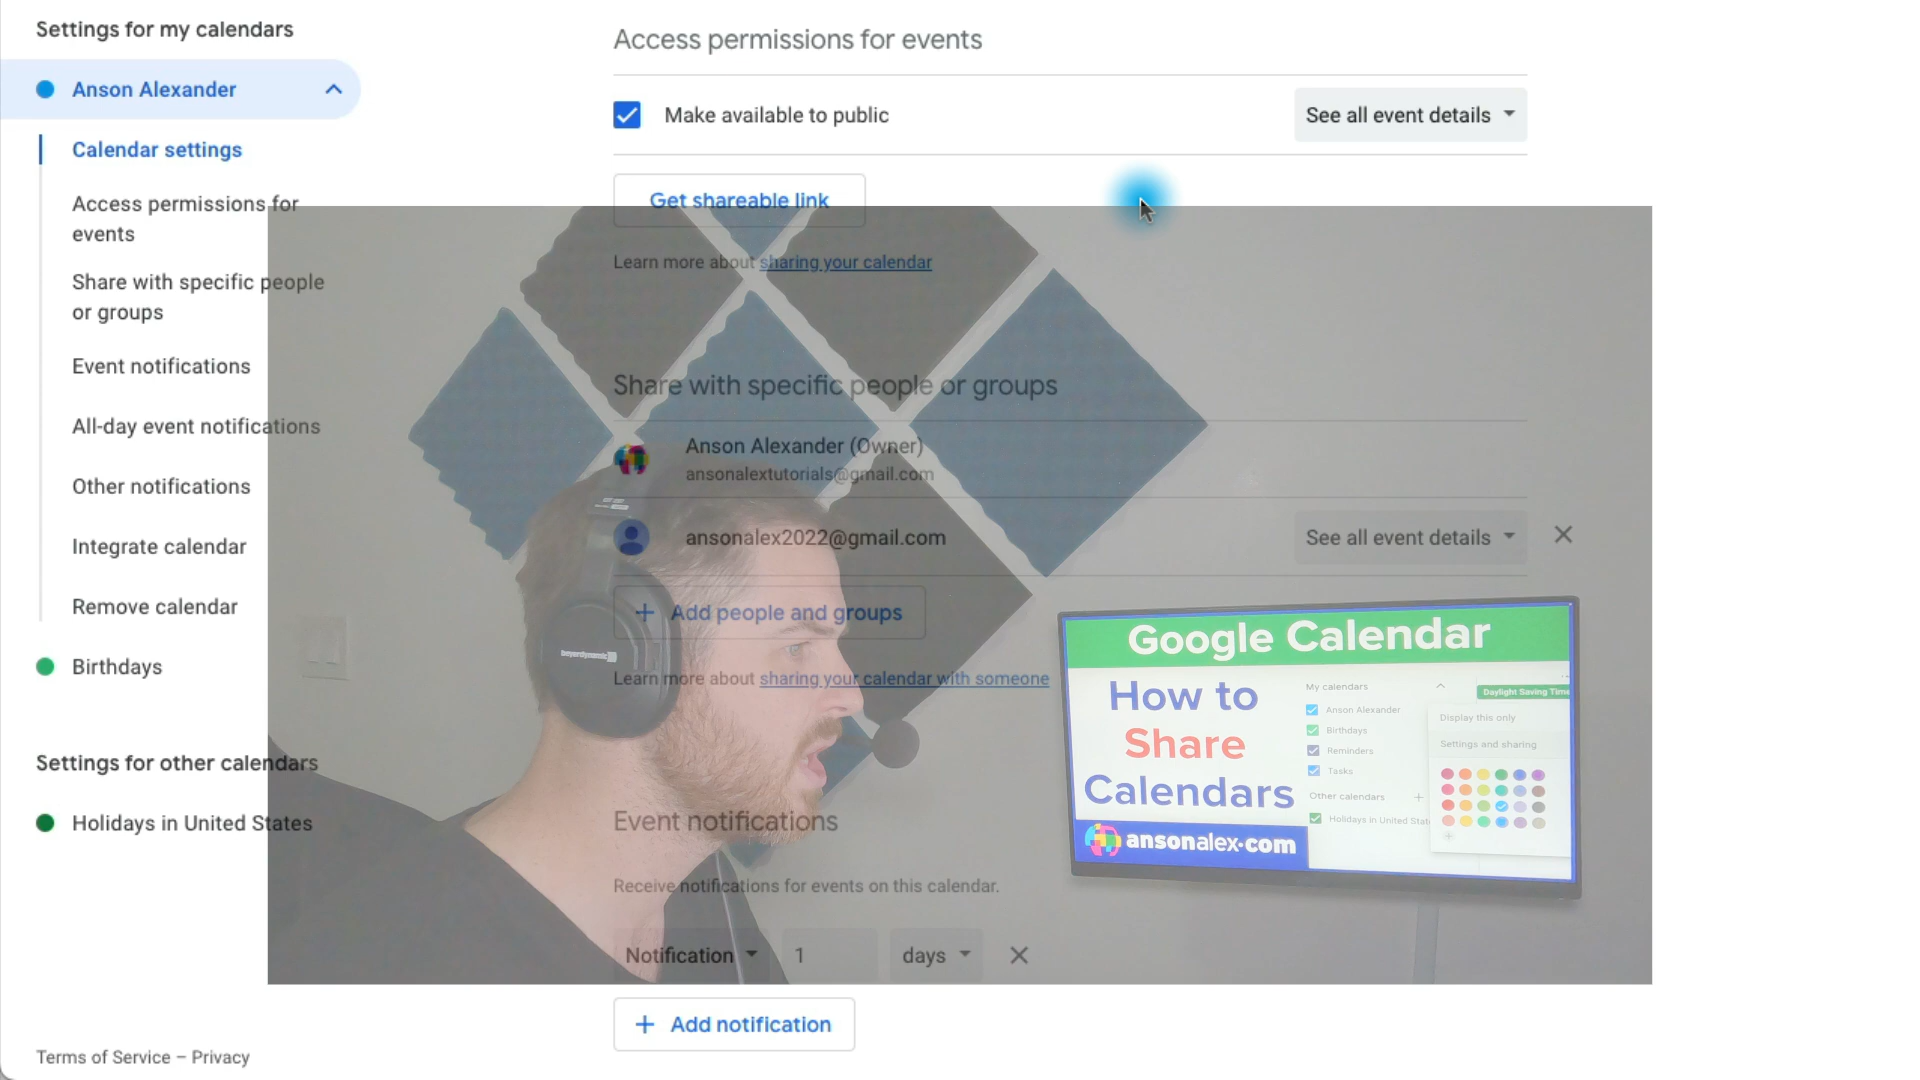 Settings for my calendars
Anson Alexander
Calendar settings
Access permissions for
events
Share with specific people
or groups
Event notifications
All-day event notifications
Other notifications
Integrate calendar
Remove calendar
Birthdays
Settings for other calendars
Holidays in United States
Terms of Service – Privacy
Access permissions for events
Make available to public
See all event details
Get shareable link
Learn more about sharing your calendar
Share with specific people or groups
Anson Alexander (Owner)
ansonalextutorials@gmail.com
ansonalex2022@gmail.com
See all event details
+ Add people and groups
Learn more about sharing your calendar with someone
Event notifications
Receive notifications for events on this calendar.
Notification 1 days
+ Add notification
beyerdynamic
Google Calendar
How to
Share
Calendars
ansonalex.com
My calendars
Anson Alexander
Birthdays
Reminders
Tasks
Other calendars
Holidays in United Stat
Daylight Saving Time
Display this only
Settings and sharing